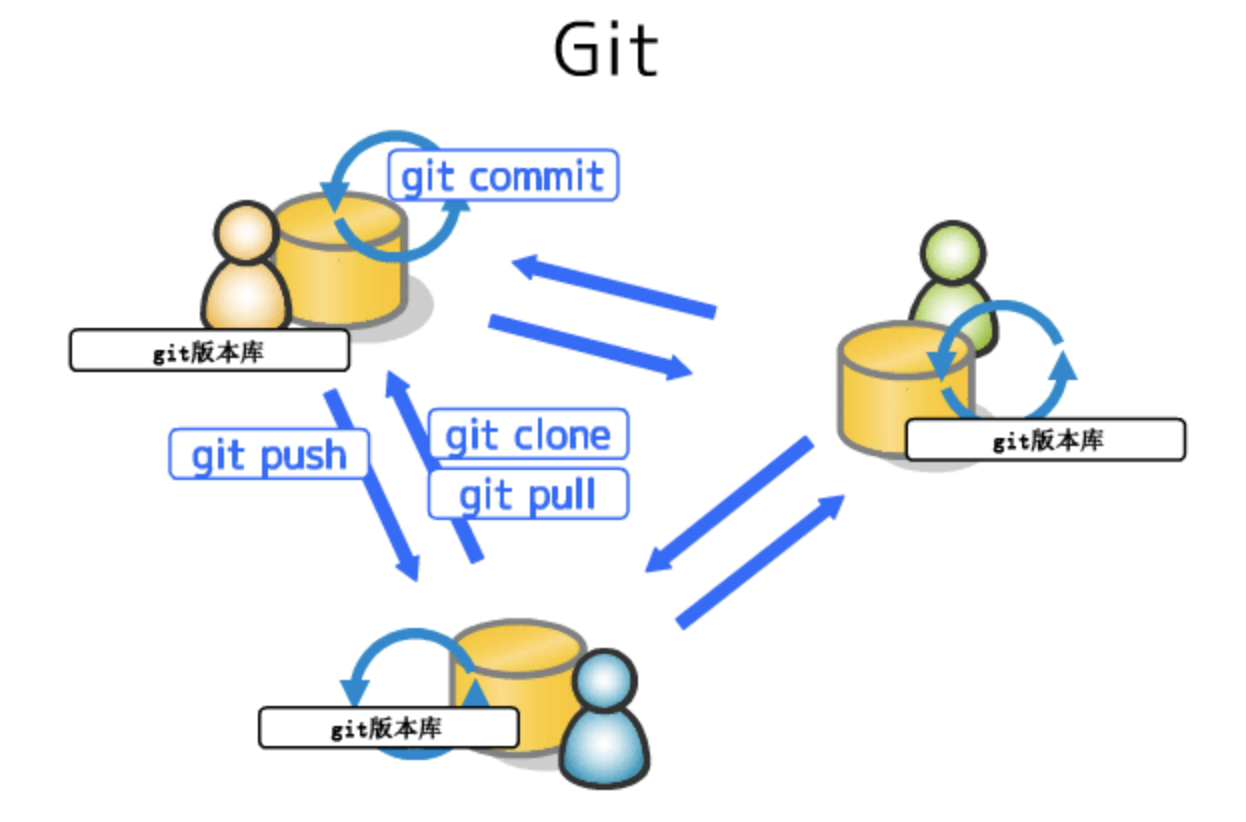 Git
git commit
git版本库
git push
git clone
git pull
git版本库
git版本库